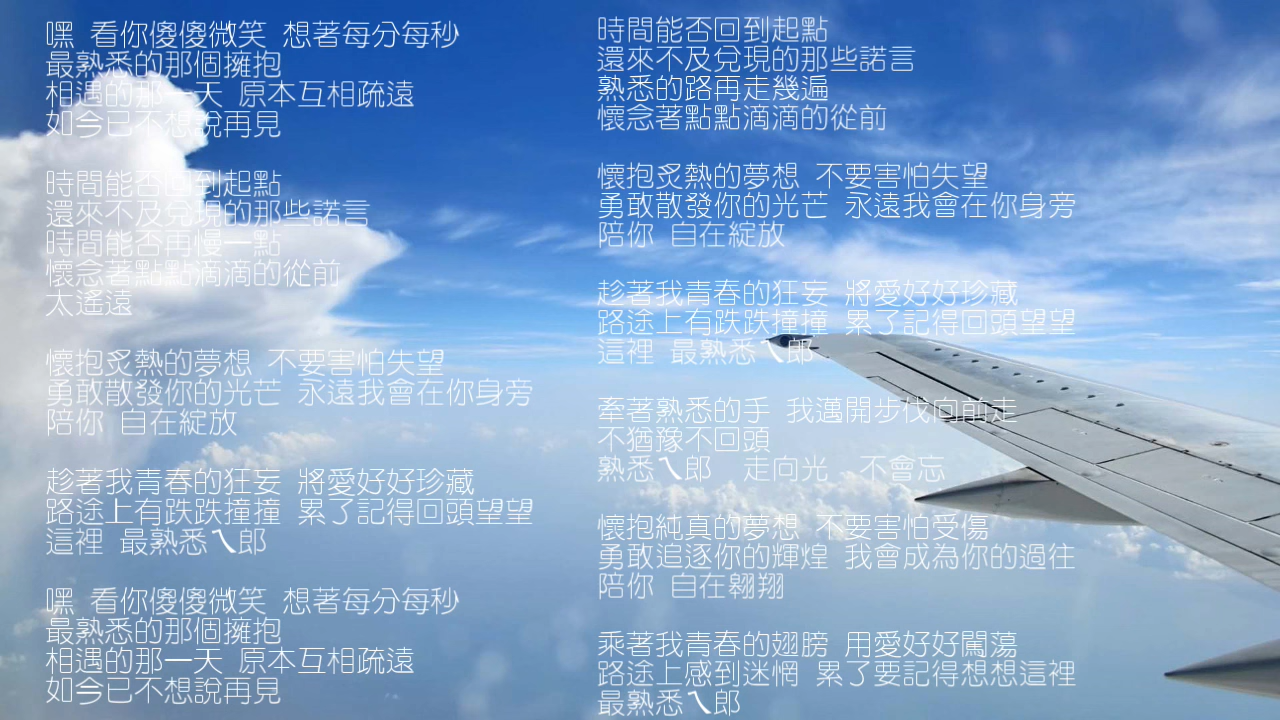 嘿 看你傻傻微笑 想著每分每秒
最熟悉的那個擁抱
相遇的那一天 原本互相疏遠
如今已不想說再見
時間能否回到起點
還來不及兌現的那些諾言
時間能否再慢一點
懷念著點點滴滴的從前
太遙遠
懷抱炙熱的夢想 不要害怕失望
勇敢散發你的光芒 永遠我會在你身旁
陪你 自在綻放
趁著我青春的狂妄 將愛好好珍藏
路途上有跌跌撞撞 累了記得回頭望望
這裡 最熟悉ㄟ郎
嘿 看你傻傻微笑 想著每分每秒
最熟悉的那個擁抱
相遇的那一天 原本互相疏遠
如今已不想說再見
時間能否回到起點
還來不及兌現的那些諾言
熟悉的路再走幾遍
懷念著點點滴滴的從前
懷抱炙熱的夢想 不要害怕失望
勇敢散發你的光芒 永遠我會在你身旁
陪你 自在綻放
趁著我青春的狂妄 將愛好好珍藏
路途上有跌跌撞撞 累了記得回頭望望
這裡 最熟悉ㄟ郎
牽著熟悉的手 我邁開步伐向前走
不猶豫不回頭
熟悉ㄟ郎 走向光 不會忘
懷抱純真的夢想 不要害怕受傷
勇敢追逐你的輝煌 我會成為你的過往
陪你 自在翱翔
乘著我青春的翅膀 用愛好好闖蕩
路途上感到迷惘 累了要記得想想這裡
最熟悉ㄟ郎